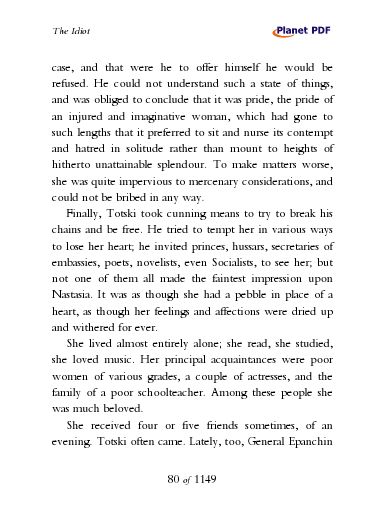 The Idiot
Planet PDF
case, and that were he to offer himself he would be
refused. He could not understand such a state of things,
and was obliged to conclude that it was pride, the pride of
an injured and imaginative woman, which had gone to
such lengths that it preferred to sit and nurse its contempt
and hatred in solitude rather than mount to heights of
hitherto unattainable splendour. To make matters worse,
she was quite impervious to mercenary considerations, and
could not be bribed in any way.
Finally, Totski took cunning means to try to break his
chains and be free. He tried to tempt her in various ways
to lose her heart; he invited princes, hussars, secretaries of
embassies, poets, novelists, even Socialists, to see her; but
not one of them all made the faintest impression upon
Nastasia. It was as though she had a pebble in place of a
heart, as though her feelings and affections were dried up
and withered for ever.
She lived almost entirely alone; she read, she studied,
she loved music. Her principal acquaintances were poor
women of various grades, a couple of actresses, and the
family of a poor schoolteacher. Among these people she
was much beloved.
She received four or five friends sometimes, of an
evening. Totski often came. Lately, too, General Epanchin
80 of 1149